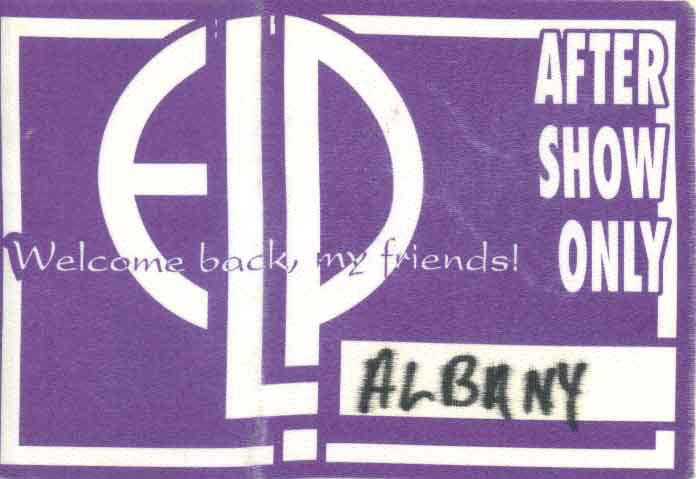 ELP
AFTER
SHOW
ONLY
Welcome back, my friends!
ALBANY